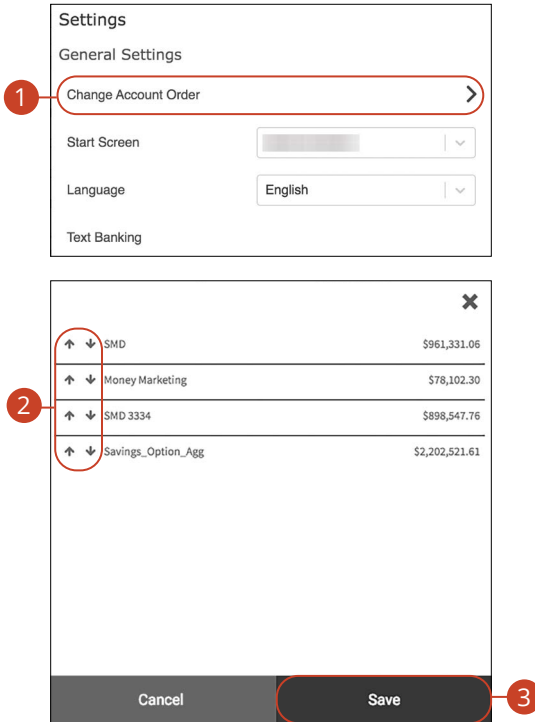 Settings
General Settings
1
Change Account Order
Start Screen
Language English
Text Banking
SMD $961,331.06
Money Marketing $78,102.30
2
SMD 3334 $898,547.76
Savings_Option_Agg $2,202,521.61
Cancel Save 3